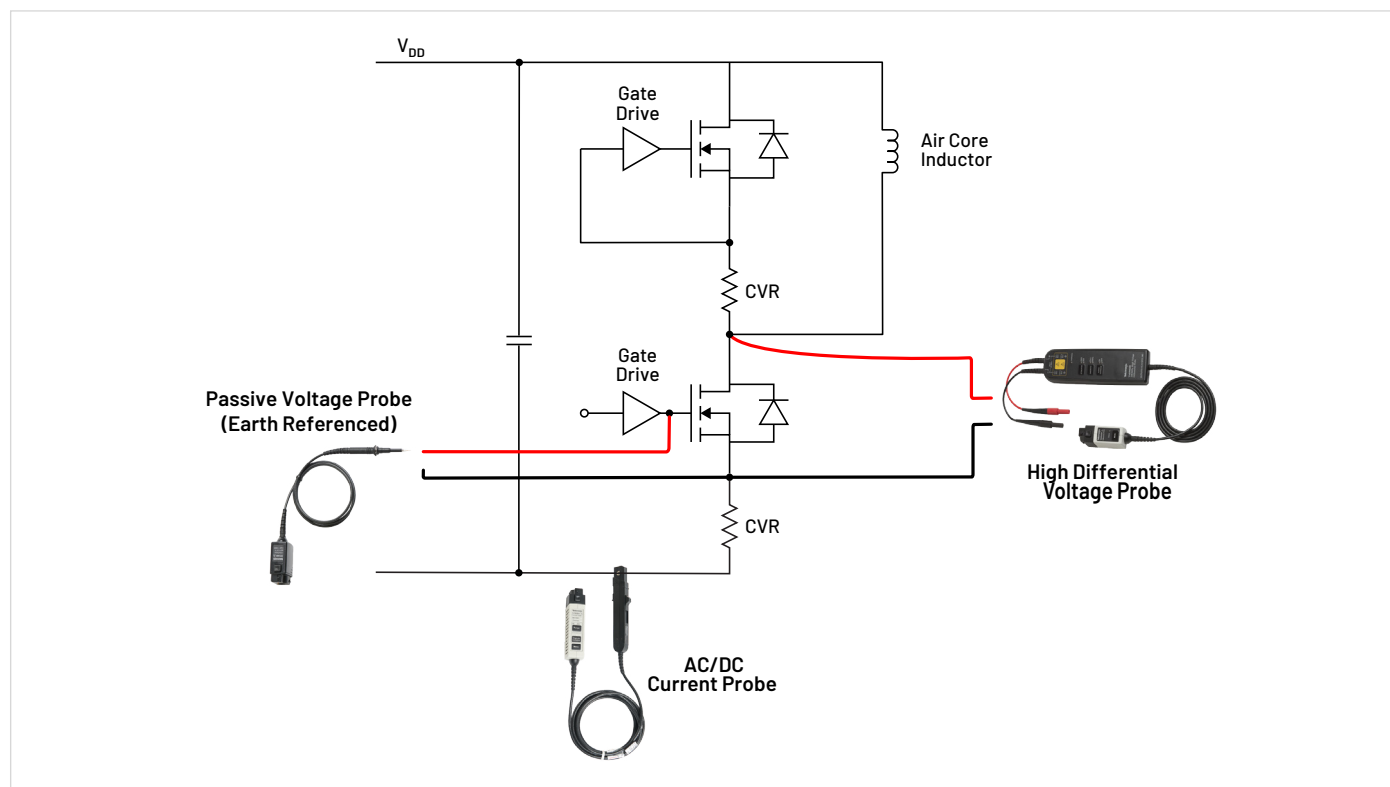 V_DD
Gate
Drive
Air Core
Inductor
CVR
Gate
Drive
Passive Voltage Probe
(Earth Referenced)
High Differential
Voltage Probe
CVR
AC/DC
Current Probe